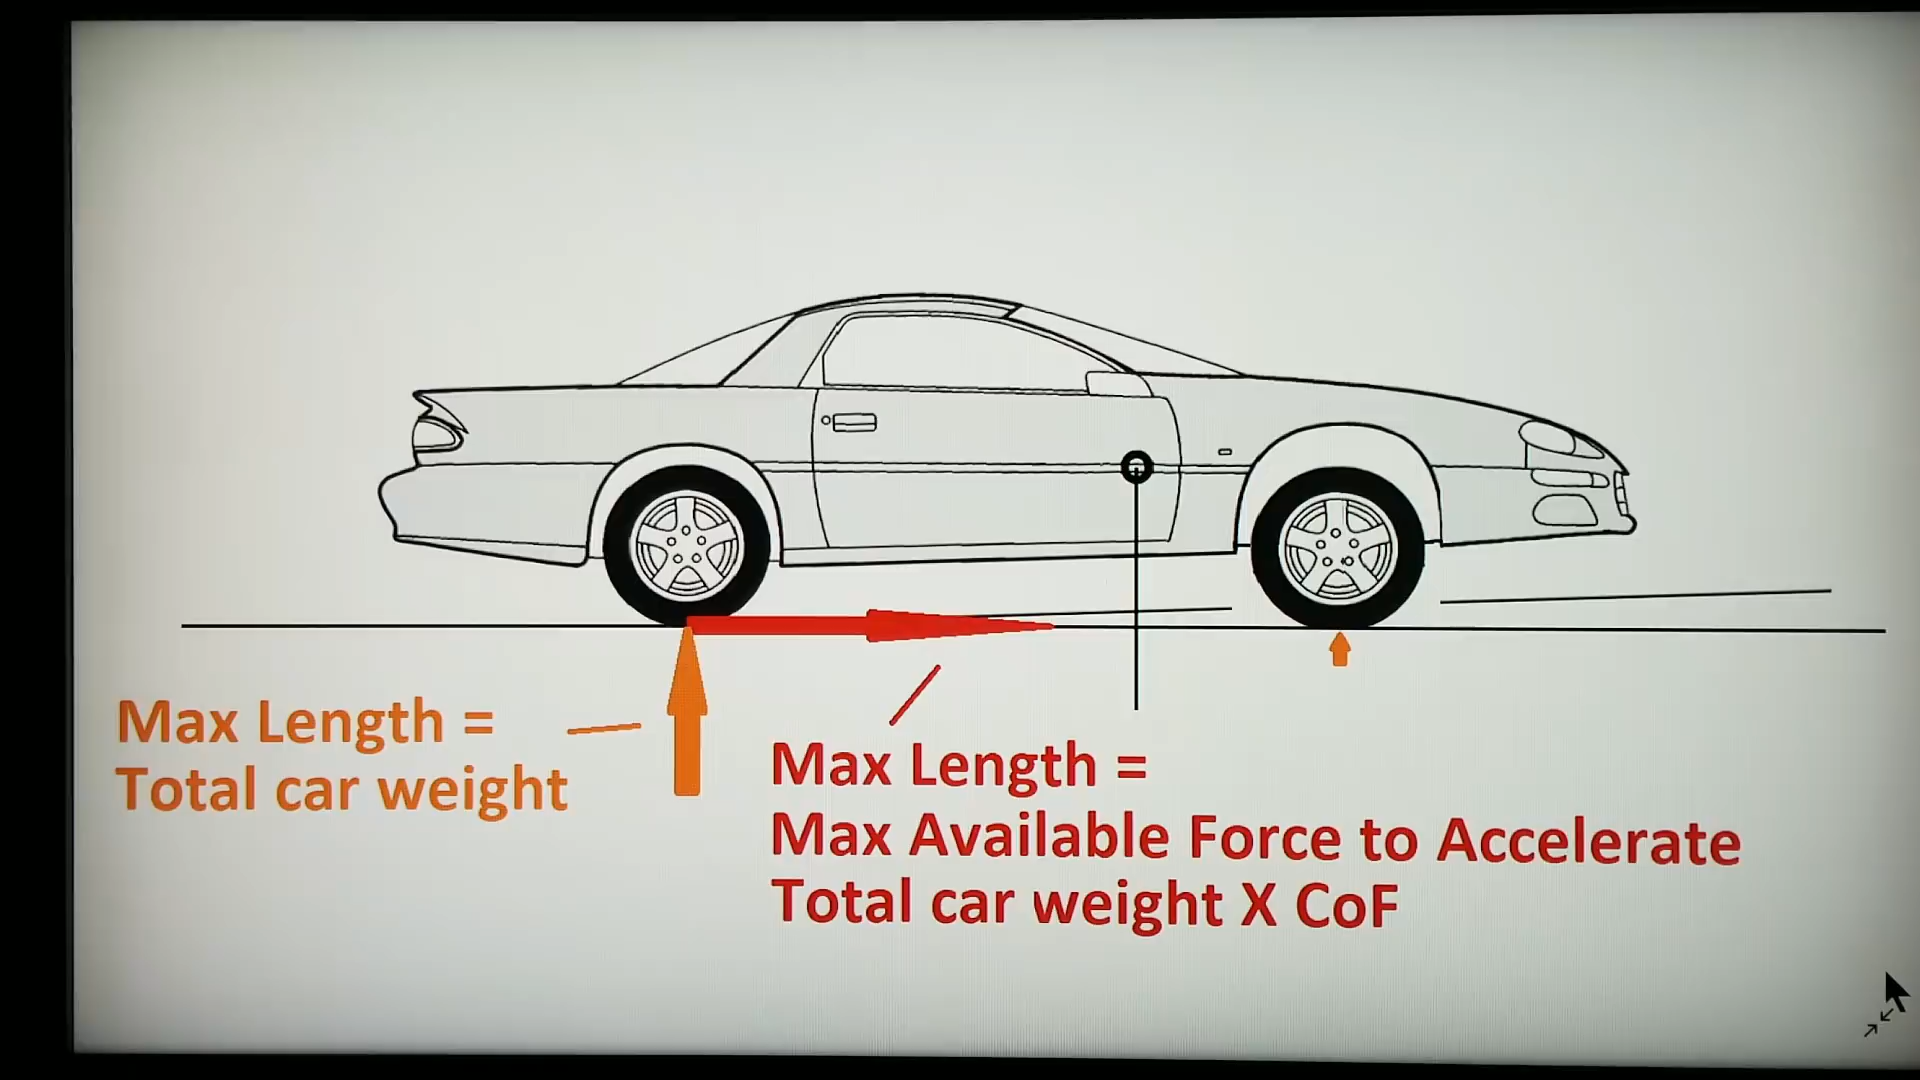 Max Length =
Total car weight
Max Length =
Max Available Force to Accelerate
Total car weight X CoF